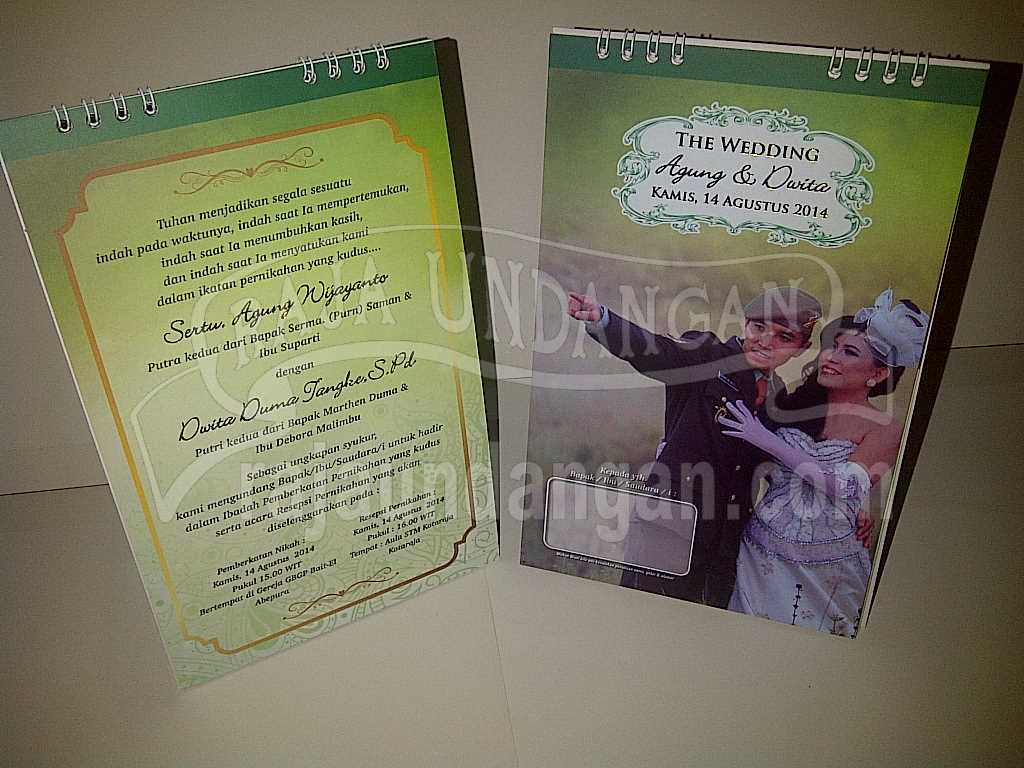 Tuhan menjadikan segala sesuatu
indah pada waktunya, indah saat Ia mempertemukan,
indah saat Ia menumbuhkan kasih,
dan indah saat Ia menyatukan kami
dalam ikatan pernikahan yang kudus....
Sertu. Agung Wijayanto
Putra kedua dari Bapak Serma. (Purn) Saman &
Ibu Suparti
dengan
Dwita Duma Tangke,S.Pd
Putri kedua dari Bapak Marthen Duma &
Ibu Debora Malimbu
Sebagai ungkapan syukur,
kami mengundang Bapak/Ibu/Saudara/i untuk hadir
dalam Ibadah Pemberkatan Pernikahan yang kudus
serta acara Resepsi Pernikahan yang akan
diselenggarakan pada :
Pemberkatan Nikah :
Kamis, 14 Agustus 2014
Pukul 15.00 WIT
Bertempat di Gereja GBGP Bait-El
Abepura
Resepsi Pernikahan :
Kamis, 14 Agustus 2014
Pukul : 16.00 WIT
Tempat : Aula STM Kotaraja
Kotaraja
The Wedding
Agung & Dwita
Kamis, 14 Agustus 2014
Kepada yth.
Bapak / Ibu / Saudara / i :
RAJA UNDANGAN
rajaundangan.com